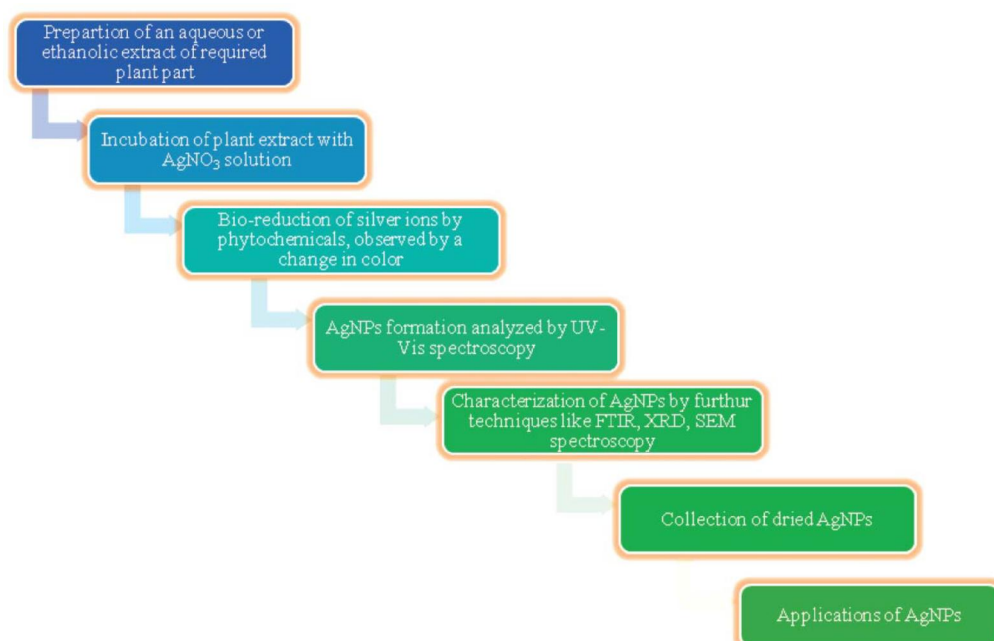 Prepartion of an aqueous or
ethanolic extract of required
plant part
Incubation of plant extract with
AgNO₃ solution
Bio-reduction of silver ions by
phytochemicals, observed by a
change in color
AgNPs formation analyzed by UV-
Vis spectroscopy
Characterization of AgNPs by furthur
techniques like FTIR, XRD, SEM
spectroscopy
Collection of dried AgNPs
Applications of AgNPs